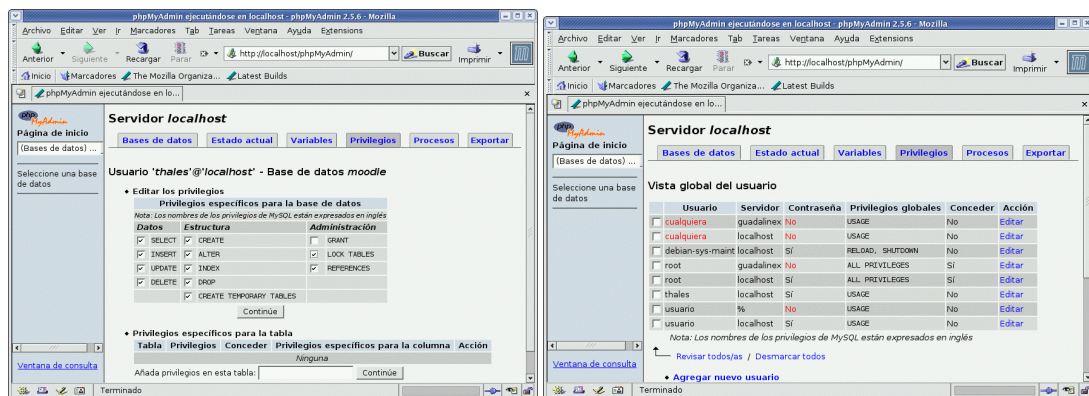 phpMyAdmin ejecutándose en localhost - phpMyAdmin 2.5.6 - Mozilla
Archivo Editar Ver Ir Marcadores Tab Tareas Ventana Ayuda Extensions
Anterior Siguiente Recargar Parar http://localhost/phpMyAdmin/ Buscar Imprimir
Inicio Marcadores The Mozilla Organiza... Latest Builds
phpMyAdmin ejecutándose en lo...
php
MyAdmin
Página de inicio
(Bases de datos) ...
Seleccione una base
de datos
Ventana de consulta
Servidor localhost
Bases de datos Estado actual Variables Privilegios Procesos Exportar
Usuario 'thales'@'localhost' - Base de datos moodle
Editar los privilegios
Privilegios específicos para la base de datos
Nota: Los nombres de los privilegios de MySQL están expresados en inglés
Datos Estructura Administración
SELECT CREATE GRANT
INSERT ALTER LOCK TABLES
UPDATE INDEX REFERENCES
DELETE DROP
CREATE TEMPORARY TABLES
Continúe
Privilegios específicos para la tabla
Tabla Privilegios Conceder Privilegios específicos para la columna Acción
Ninguna
Añada privilegios en esta tabla: Continúe
Terminado
phpMyAdmin ejecutándose en localhost - phpMyAdmin 2.5.6 - Mozilla
Archivo Editar Ver Ir Marcadores Tab Tareas Ventana Ayuda Extensions
Anterior Siguiente Recargar Parar http://localhost/phpMyAdmin/ Buscar Imprimir
Inicio Marcadores The Mozilla Organiza... Latest Builds
phpMyAdmin ejecutándose en lo...
php
MyAdmin
Página de inicio
(Bases de datos) ...
Seleccione una base
de datos
Ventana de consulta
Servidor localhost
Bases de datos Estado actual Variables Privilegios Procesos Exportar
Vista global del usuario
Usuario Servidor Contraseña Privilegios globales Conceder Acción
cualquiera guadalinex No USAGE No Editar
cualquiera localhost No USAGE No Editar
debian-sys-maint localhost Sí RELOAD, SHUTDOWN No Editar
root guadalinex No ALL PRIVILEGES Sí Editar
root localhost Sí ALL PRIVILEGES Sí Editar
thales localhost Sí USAGE No Editar
usuario % No USAGE No Editar
usuario localhost Sí USAGE No Editar
Nota: Los nombres de los privilegios de MySQL están expresados en inglés
Revisar todos/as / Desmarcar todos
Agregar nuevo usuario
Terminado